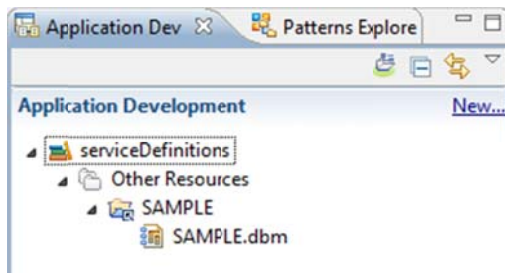 Application Dev Patterns Explore
Application Development New...
serviceDefinitions
Other Resources
SAMPLE
SAMPLE.dbm